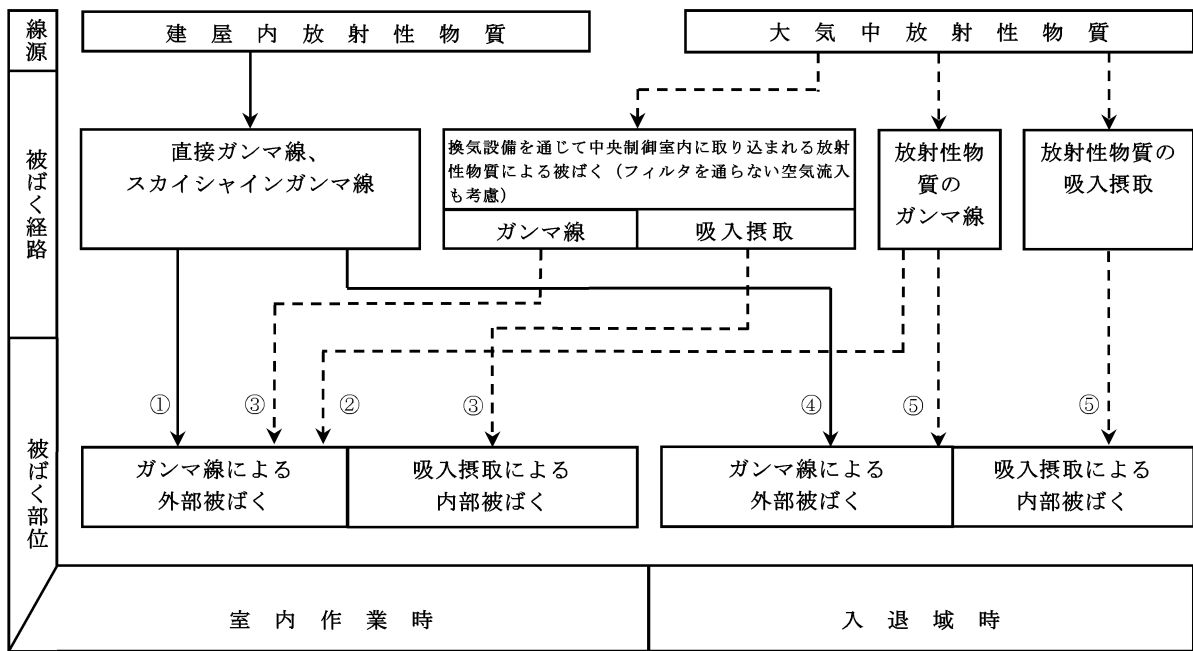 線源
建屋内放射性物質
大気中放射性物質
被ばく経路
直接ガンマ線、
スカイシャインガンマ線
換気設備を通じて中央制御室内に取り込まれる放射
性物質による被ばく（フィルタを通らない空気流入
も考慮）
ガンマ線
吸入摂取
放射性物
質の
ガンマ線
放射性物質の
吸入摂取
①
③
②
③
④
⑤
⑤
被ばく部位
ガンマ線による
外部被ばく
吸入摂取による
内部被ばく
ガンマ線による
外部被ばく
吸入摂取による
内部被ばく
室内作業時
入退域時